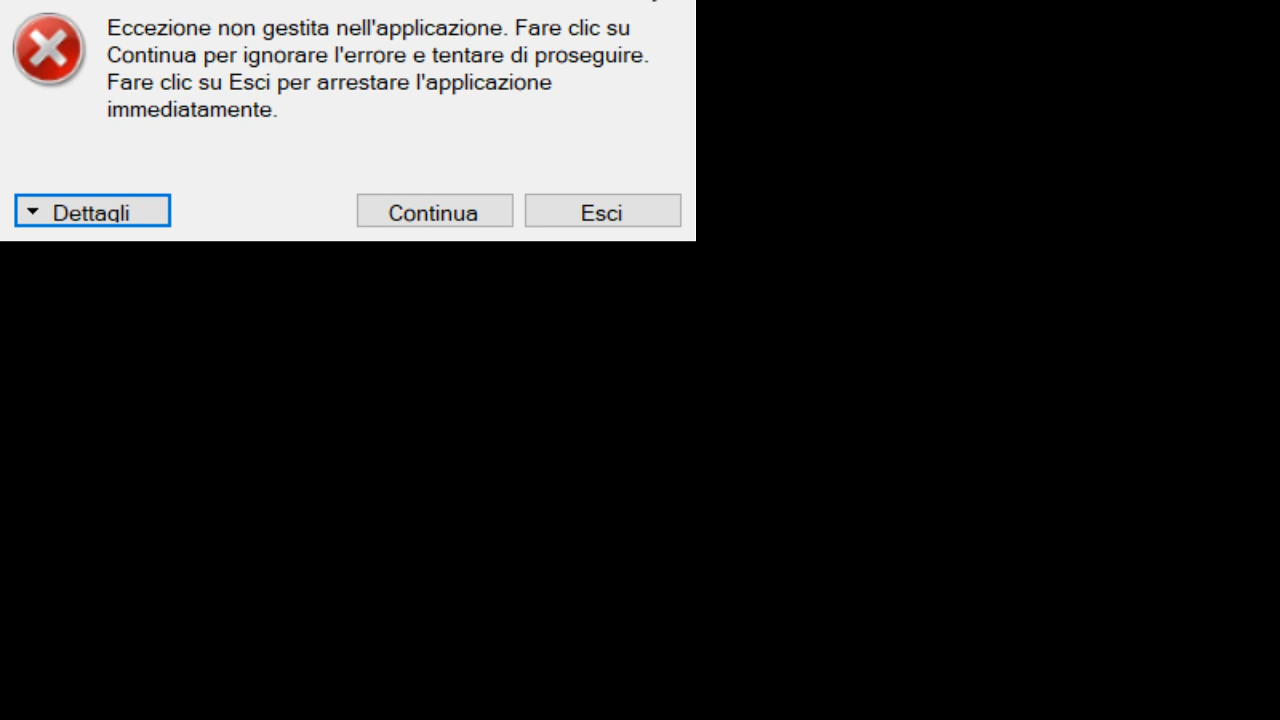 Eccezione non gestita nell'applicazione. Fare clic su
Continua per ignorare l'errore e tentare di proseguire.
Fare clic su Esci per arrestare l'applicazione
immediatamente.
Dettagli
Continua
Esci